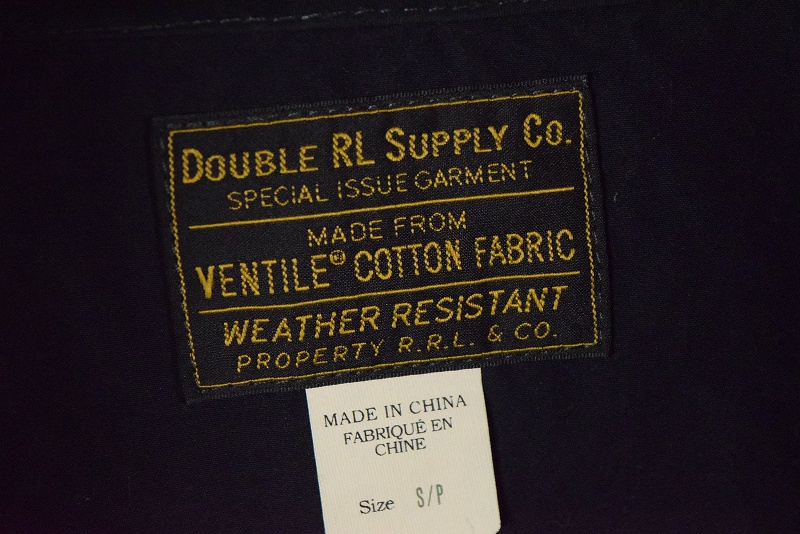 DOUBLE RL SUPPLY CO.
SPECIAL ISSUE GARMENT
MADE FROM
VENTILE® COTTON FABRIC
WEATHER RESISTANT
PROPERTY R.R.L. & CO.
MADE IN CHINA
FABRIQUÉ EN
CHINE
Size S/P